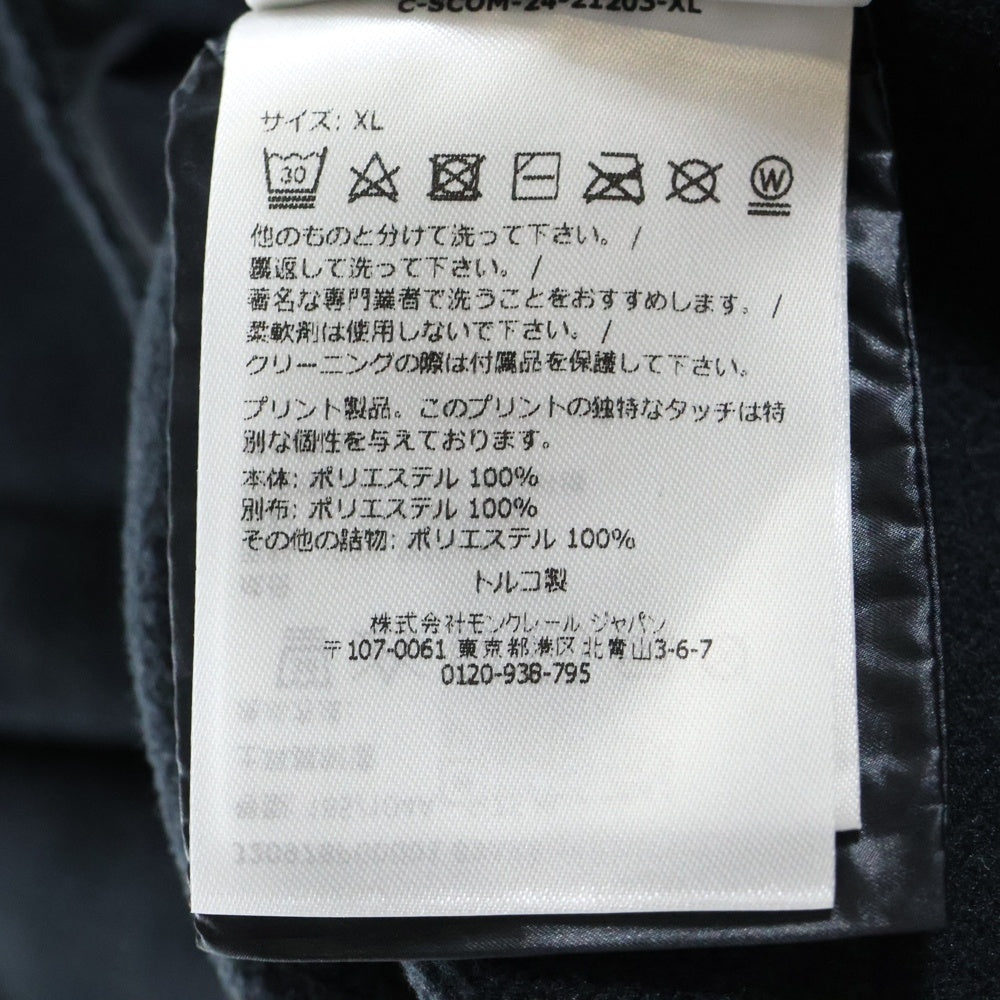 C-SCOM-24-21203-XL
サイズ: XL
30
W
他のものと分けて洗って下さい。 /
裏返して洗って下さい。 /
著名な専門業者で洗うことをおすすめします。 /
柔軟剤は使用しないで下さい。 /
クリーニングの際は付属品を保護して下さい。
プリント製品。このプリントの独特なタッチは特
別な個性を与えております。
本体: ポリエステル 100%
別布: ポリエステル 100%
その他の詰物: ポリエステル 100%
トルコ製
株式会社モンクレール ジャパン
〒107-0061 東京都港区 北青山3-6-7
0120-938-795